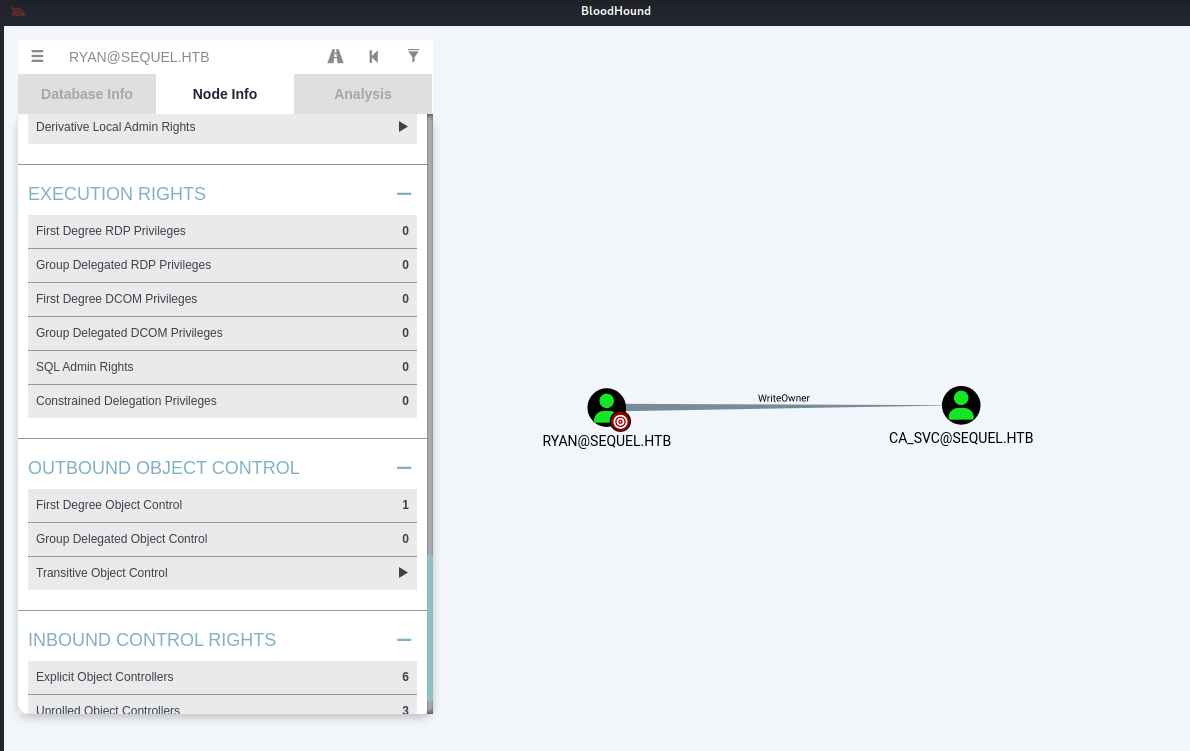 BloodHound
RYAN@SEQUEL.HTB
Database Info
Node Info
Analysis
Derivative Local Admin Rights
EXECUTION RIGHTS
First Degree RDP Privileges 0
Group Delegated RDP Privileges 0
First Degree DCOM Privileges 0
Group Delegated DCOM Privileges 0
SQL Admin Rights 0
Constrained Delegation Privileges 0
OUTBOUND OBJECT CONTROL
First Degree Object Control 1
Group Delegated Object Control 0
Transitive Object Control
INBOUND CONTROL RIGHTS
Explicit Object Controllers 6
Unrolled Object Controllers 3
WriteOwner
RYAN@SEQUEL.HTB
CA_SVC@SEQUEL.HTB